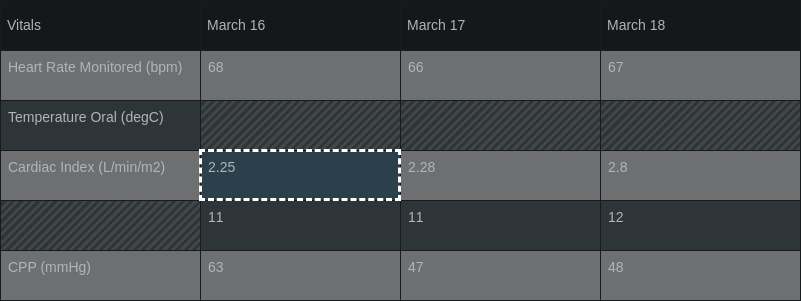 Vitals March 16 March 17 March 18
Heart Rate Monitored (bpm) 68 66 67
Temperature Oral (degC)
Cardiac Index (L/min/m2) 2.25 2.28 2.8
11 11 12
CPP (mmHg) 63 47 48